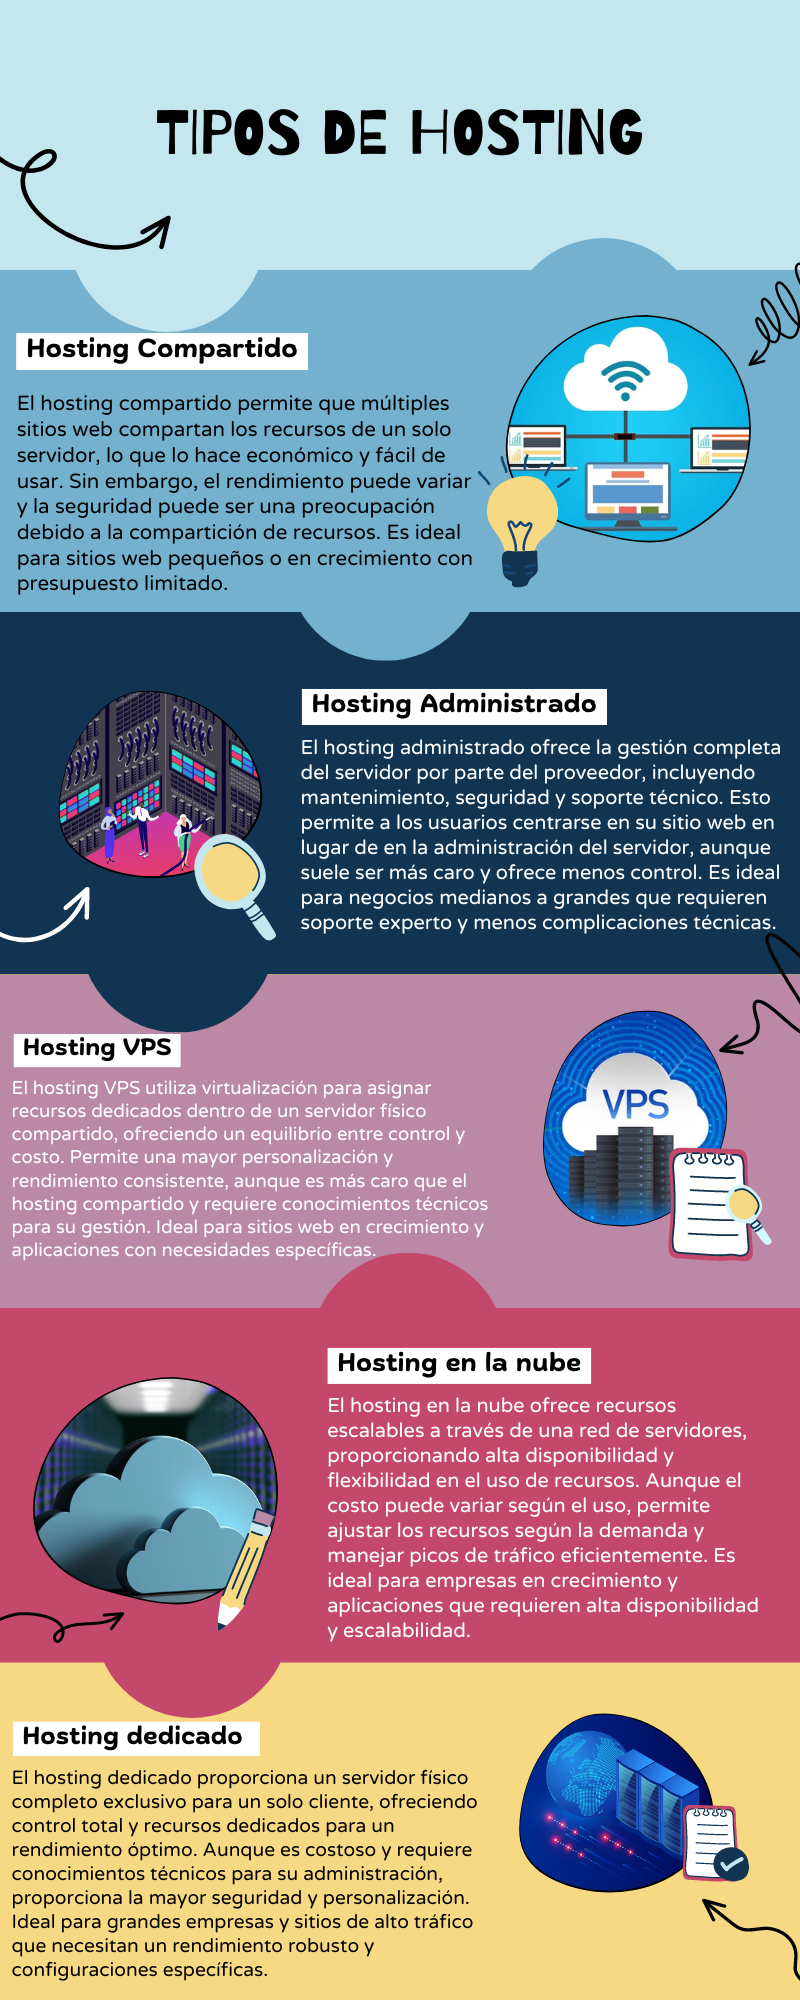 TIPOS DE HOSTING
Hosting Compartido
El hosting compartido permite que múltiples
sitios web compartan los recursos de un solo
servidor, lo que lo hace económico y fácil de
usar. Sin embargo, el rendimiento puede variar
y la seguridad puede ser una preocupación
debido a la compartición de recursos. Es ideal
para sitios web pequeños o en crecimiento con
presupuesto limitado.
Hosting Administrado
El hosting administrado ofrece la gestión completa
del servidor por parte del proveedor, incluyendo
mantenimiento, seguridad y soporte técnico. Esto
permite a los usuarios centrarse en su sitio web en
lugar de en la administración del servidor, aunque
suele ser más caro y ofrece menos control. Es ideal
para negocios medianos a grandes que requieren
soporte experto y menos complicaciones técnicas.
Hosting VPS
El hosting VPS utiliza virtualización para asignar
recursos dedicados dentro de un servidor físico
compartido, ofreciendo un equilibrio entre control y
costo. Permite una mayor personalización y
rendimiento consistente, aunque es más caro que el
hosting compartido y requiere conocimientos técnicos
para su gestión. Ideal para sitios web en crecimiento y
aplicaciones con necesidades específicas.
VPS
Hosting en la nube
El hosting en la nube ofrece recursos
escalables a través de una red de servidores,
proporcionando alta disponibilidad y
flexibilidad en el uso de recursos. Aunque el
costo puede variar según el uso, permite
ajustar los recursos según la demanda y
manejar picos de tráfico eficientemente. Es
ideal para empresas en crecimiento y
aplicaciones que requieren alta disponibilidad
y escalabilidad.
Hosting dedicado
El hosting dedicado proporciona un servidor físico
completo exclusivo para un solo cliente, ofreciendo
control total y recursos dedicados para un
rendimiento óptimo. Aunque es costoso y requiere
conocimientos técnicos para su administración,
proporciona la mayor seguridad y personalización.
Ideal para grandes empresas y sitios de alto tráfico
que necesitan un rendimiento robusto y
configuraciones específicas.